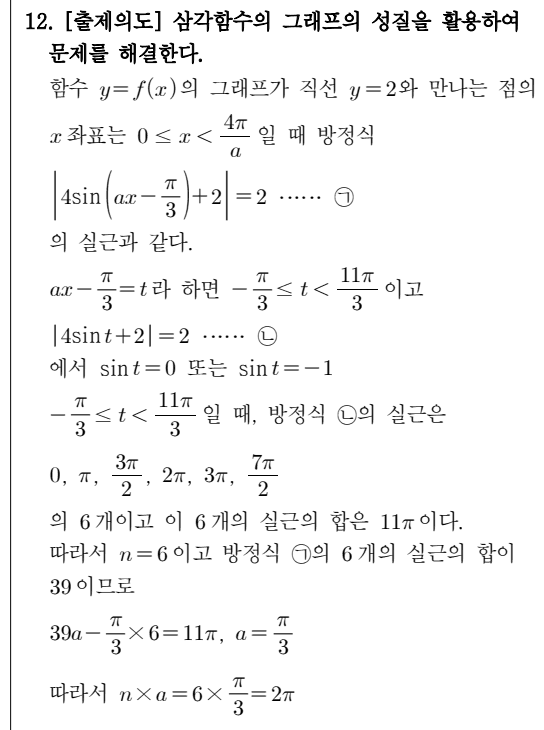 12. [출제의도] 삼각함수의 그래프의 성질을 활용하여
문제를 해결한다.
함수 y=f(x)의 그래프가 직선 y=2와 만나는 점의
x좌표는 0≤x<4π/a일 때 방정식
|4sin(ax-π/3)+2|=2 ······ ㉠
의 실근과 같다.
ax-π/3=t라 하면 -π/3≤t<11π/3이고
|4sint+2|=2 ······ ㉡
에서 sint=0 또는 sint=-1
-π/3≤t<11π/3일 때, 방정식 ㉡의 실근은
0, π, 3π/2, 2π, 3π, 7π/2
의 6개이고 이 6개의 실근의 합은 11π이다.
따라서 n=6이고 방정식 ㉠의 6개의 실근의 합이
39이므로
39a-π/3×6=11π, a=π/3
따라서 n×a=6×π/3=2π